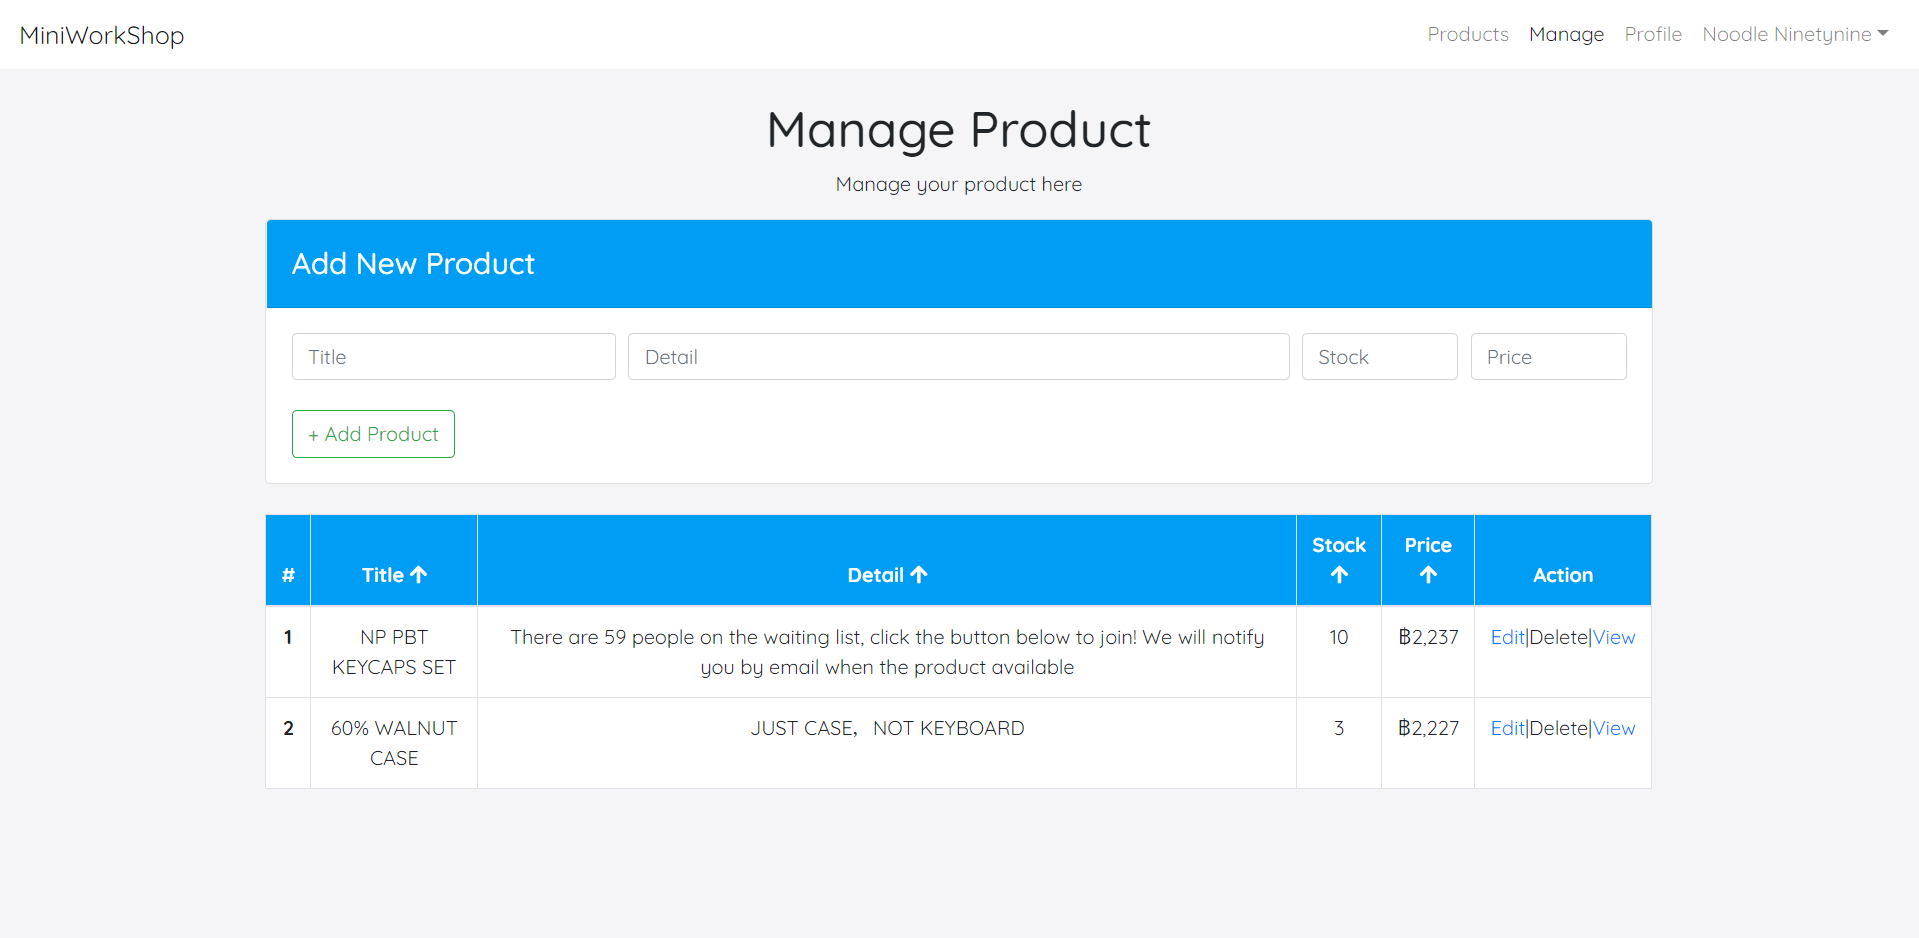 MiniWorkShop
Products Manage Profile Noodle Ninetynine
Manage Product
Manage your product here
Add New Product
Title Detail Stock Price
+ Add Product
# Title Detail Stock Price Action
1 NP PBT KEYCAPS SET There are 59 people on the waiting list, click the button below to join! We will notify
you by email when the product available 10 ฿2,237 Edit|Delete|View
2 60% WALNUT CASE JUST CASE，NOT KEYBOARD 3 ฿2,227 Edit|Delete|View